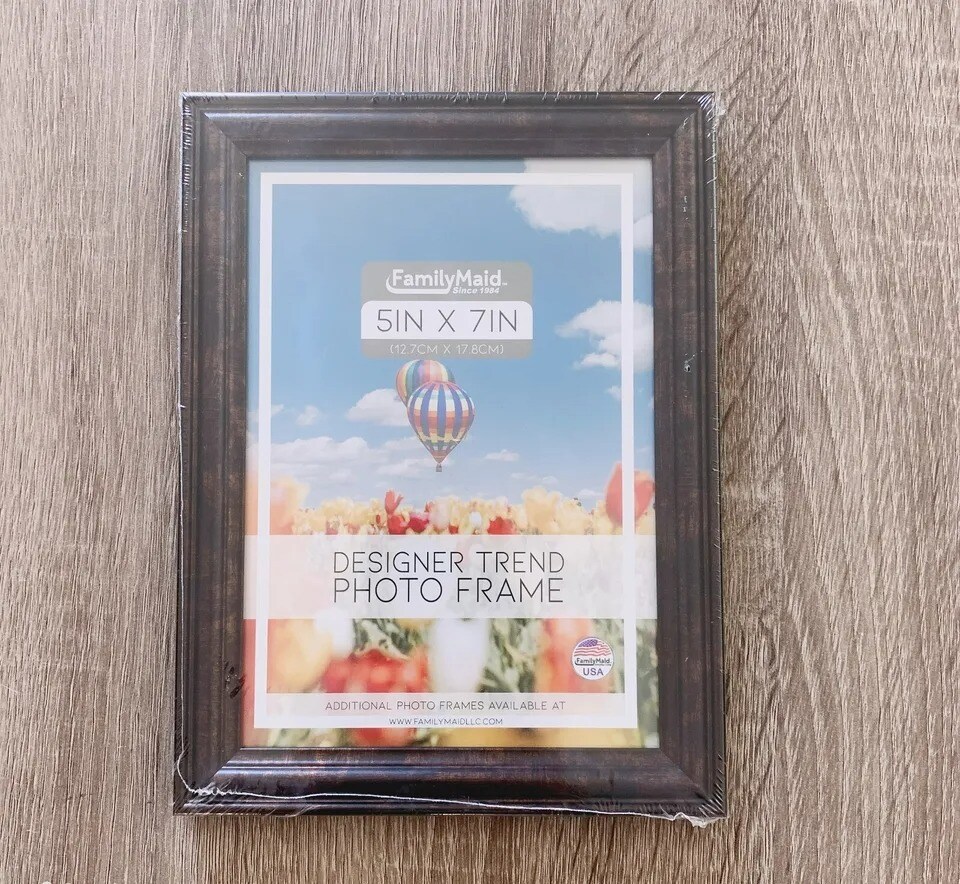 FamilyMaid™
Since 1984
5IN X 7IN
(12.7CM X 17.8CM)
DESIGNER TREND
PHOTO FRAME
FamilyMaid
USA
ADDITIONAL PHOTO FRAMES AVAILABLE AT
WWW.FAMILYMAIDLLC.COM